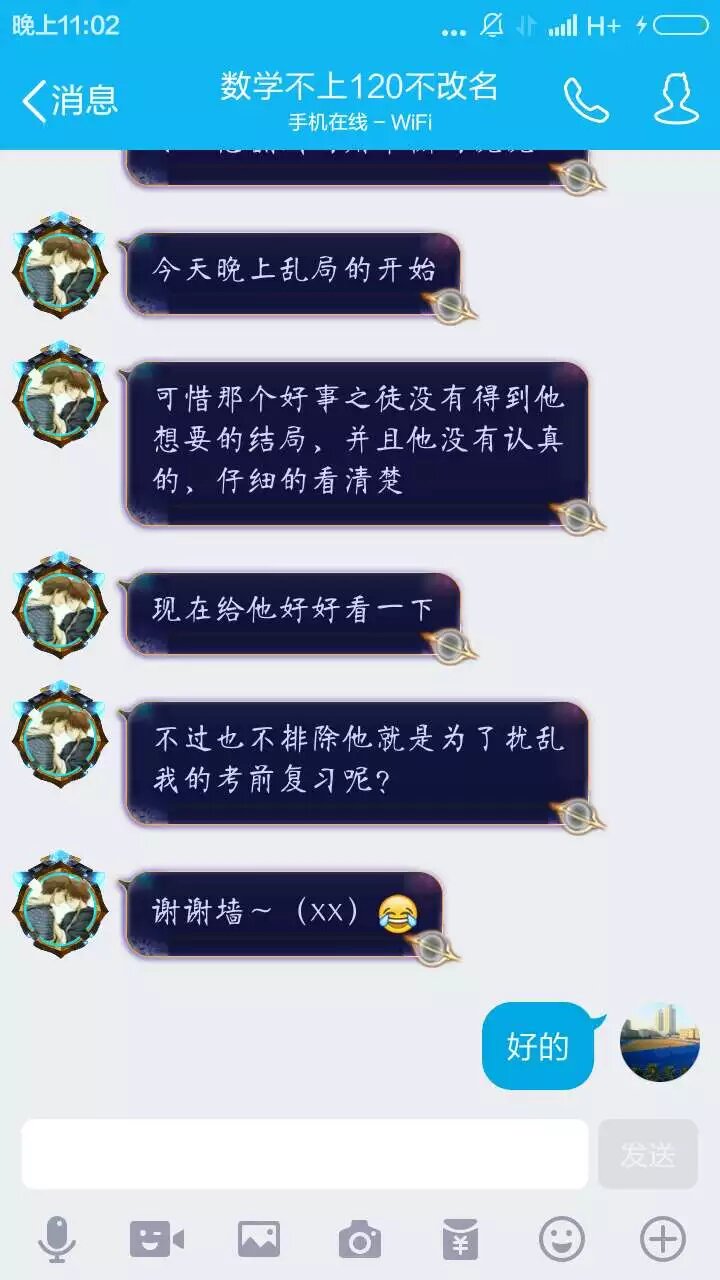 晚上11:02
H+
消息
数学不上120不改名
手机在线 – WiFi
今天晚上乱局的开始
可惜那个好事之徒没有得到他
想要的结局、并且他没有认真
的、仔细的看清楚
现在给他好好看一下
不过也不排除他就是为了扰乱
我的考前复习呢?
谢谢墙~（xx）😂
好的
发送